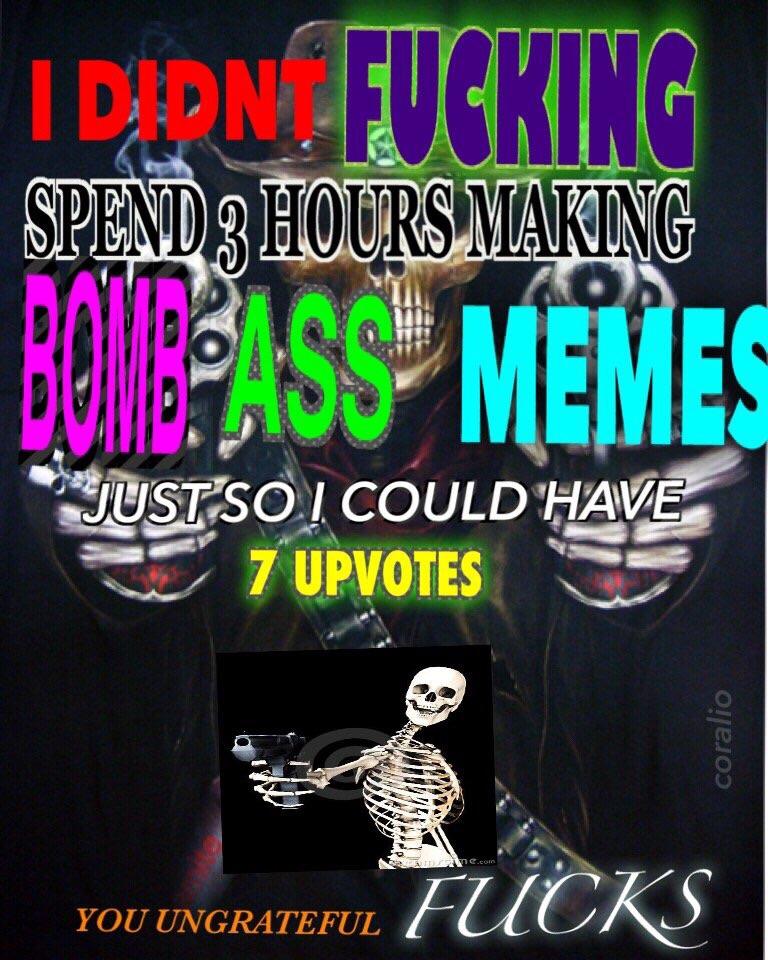 I DIDNT FUCKING
SPEND 3 HOURS MAKING
BOMB ASS MEMES
JUST SO I COULD HAVE
7 UPVOTES
coralio
YOU UNGRATEFUL FUCKS